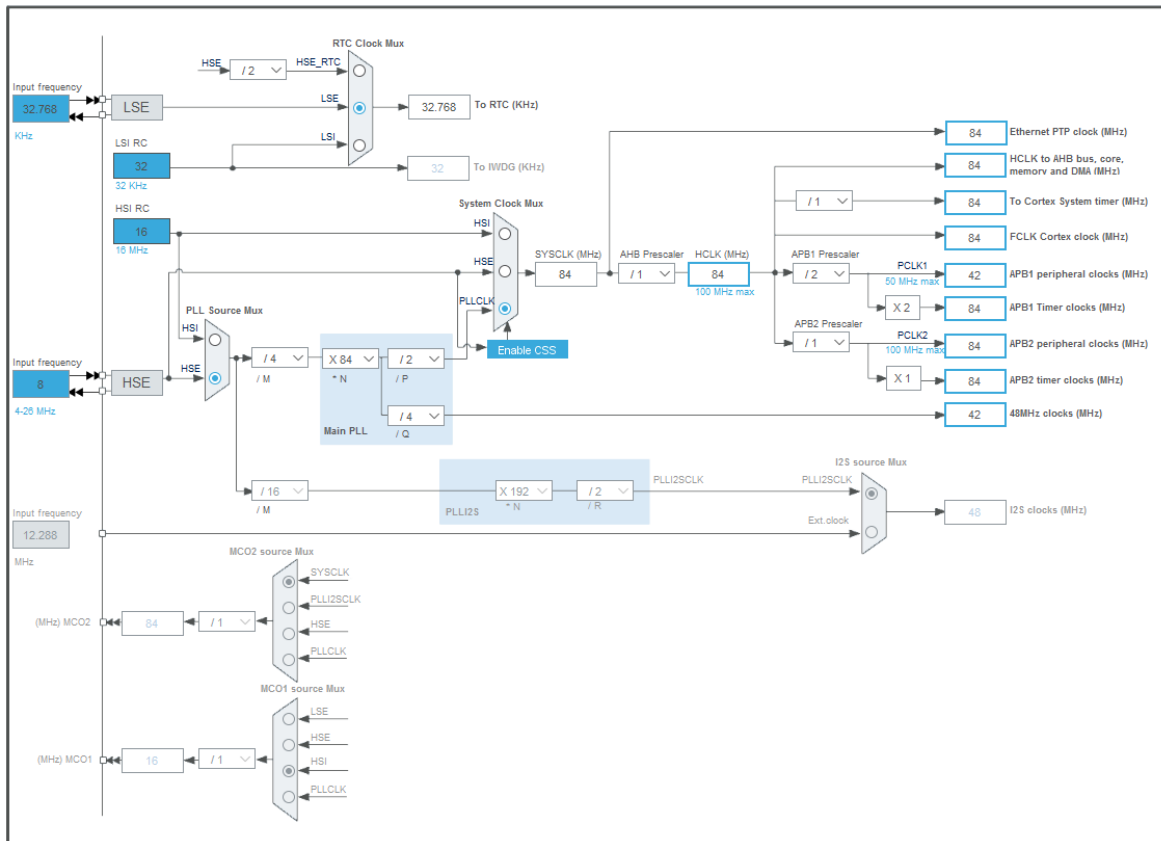 RTC Clock Mux
HSE
/ 2
HSE_RTC
Input frequency
32.768
KHz
LSE
LSE
32.768
To RTC (KHz)
LSI RC
32
32 KHz
LSI
32
To IWDG (KHz)
HSI RC
16
16 MHz
System Clock Mux
HSI
HSE
PLLCLK
SYSCLK (MHz)
84
AHB Prescaler
/ 1
HCLK (MHz)
84
100 MHz max
84
Ethernet PTP clock (MHz)
84
HCLK to AHB bus, core,
memory and DMA (MHz)
/ 1
84
To Cortex System timer (MHz)
84
FCLK Cortex clock (MHz)
APB1 Prescaler
/ 2
PCLK1
50 MHz max
42
APB1 peripheral clocks (MHz)
X 2
84
APB1 Timer clocks (MHz)
APB2 Prescaler
/ 1
PCLK2
100 MHz max
84
APB2 peripheral clocks (MHz)
X 1
84
APB2 timer clocks (MHz)
42
48MHz clocks (MHz)
PLL Source Mux
HSI
HSE
Input frequency
8
4-26 MHz
HSE
/ 4
/ M
X 84
* N
/ 2
/ P
/ 4
/ Q
Main PLL
Enable CSS
/ 16
/ M
X 192
* N
/ 2
/ R
PLLI2S
PLLI2SCLK
I2S source Mux
PLLI2SCLK
Ext.clock
48
I2S clocks (MHz)
Input frequency
12.288
MHz
MCO2 source Mux
SYSCLK
PLLI2SCLK
HSE
PLLCLK
(MHz) MCO2
84
/ 1
MCO1 source Mux
LSE
HSE
HSI
PLLCLK
(MHz) MCO1
16
/ 1